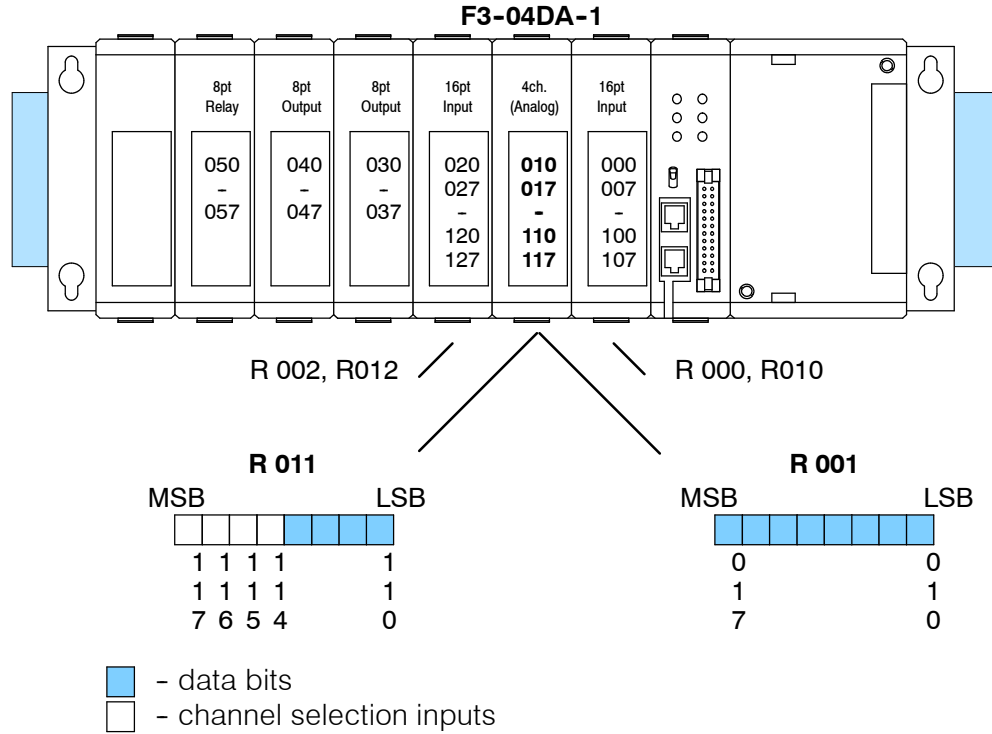 F3-04DA-1
8pt
Relay
050
-
057
8pt
Output
040
-
047
8pt
Output
030
-
037
16pt
Input
020
027
-
120
127
4ch.
(Analog)
010
017
-
110
117
16pt
Input
000
007
-
100
107
R 002, R012
R 000, R010
R 011
MSB LSB
1 1 1 1 1
1 1 1 1 1
7 6 5 4 0
R 001
MSB LSB
0 0
1 1
7 0
- data bits
- channel selection inputs